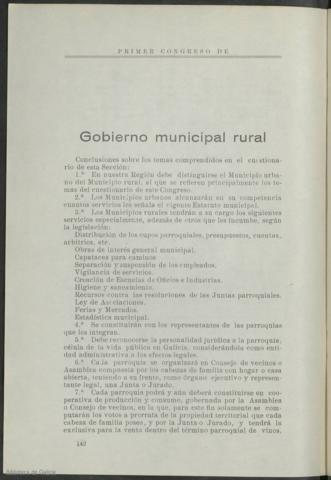 PRIMER CONGRESO DE
Gobierno municipal rural
Conclusiones sobre los temas comprendidos en el cuestiona-
rio de esta Sección:
1.ª En nuestra Región debe distinguirse el Municipio urba-
no del Municipio rural, al que se refieren principalmente los te-
mas del cuestionario de este Congreso.
2.ª Los Municipios urbanos alcanzarán en su competencia
cuantos servicios les señala el vigente Estatuto municipal.
3.ª Los Municipios rurales tendrán a su cargo los siguientes
servicios especialmente, además de otros que les incumbe, según
la legislación:
Distribución de los cupos parroquiales, presupuestos, cuentas,
arbitrios, etc.
Obras de interés general municipal.
Capataces para caminos
Separación y suspensión de los empleados.
Vigilancia de servicios.
Creación de Escuelas de Oficios e Industrias.
Higiene y saneamiento.
Recursos contra las resoluciones de las Juntas parroquiales.
Ley de Asociaciones.
Ferias y Mercados.
Estadística municipal.
4.ª Se constituirán con los representantes de las parroquias
que les integran.
5.ª Debe reconocerse la personalidad jurídica a la parroquia,
célula de la vida pública en Galicia, considerándola como enti-
dad administrativa a los efectos legales.
6.ª Cada parroquia se organizará en Consejo de vecinos o
Asamblea compuesta por los cabezas de familia con hogar o casa
abierta, teniendo a su frente, como órgano ejecutivo y represen-
tante legal, una Junta o Jurado.
7.ª Cada parroquia podrá y aún deberá constituirse en coo-
perativa de producción y consumo, gobernada por la Asamblea
o Consejo de vecinos, en la que, para este fin solamente se com-
putarán los votos a prorrata de la propiedad territorial que cada
cabeza de familia posee, y por la Junta o Jurado, y tendrá la
exclusiva para la venta dentro del término parroquial de vinos,
142
Biblioteca de Galicia